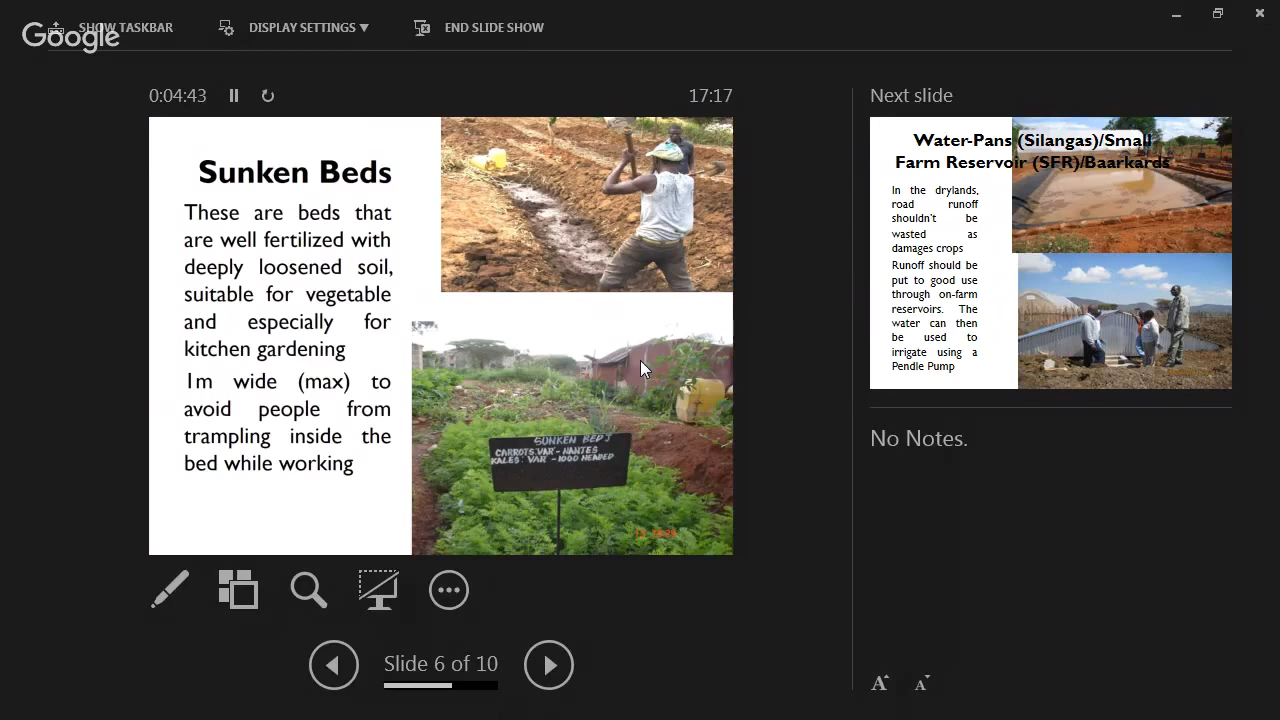 Google
SHOW TASKBAR
DISPLAY SETTINGS
END SLIDE SHOW
0:04:43
17:17
Sunken Beds
These are beds that
are well fertilized with
deeply loosened soil,
suitable for vegetable
and especially for
kitchen gardening
1m wide (max) to
avoid people from
trampling inside the
bed while working
SUNKEN BEDS
CARROTS: VAR - NANTES
KALES: VAR - 1000 HEADED
Slide 6 of 10
Next slide
Water-Pans (Silangas)/Small
Farm Reservoir (SFR)/Baarkards
In the drylands,
road runoff
shouldn't be
wasted as
damages crops
Runoff should be
put to good use
through on-farm
reservoirs. The
water can then
be used to
irrigate using a
Pendle Pump
No Notes.
A A